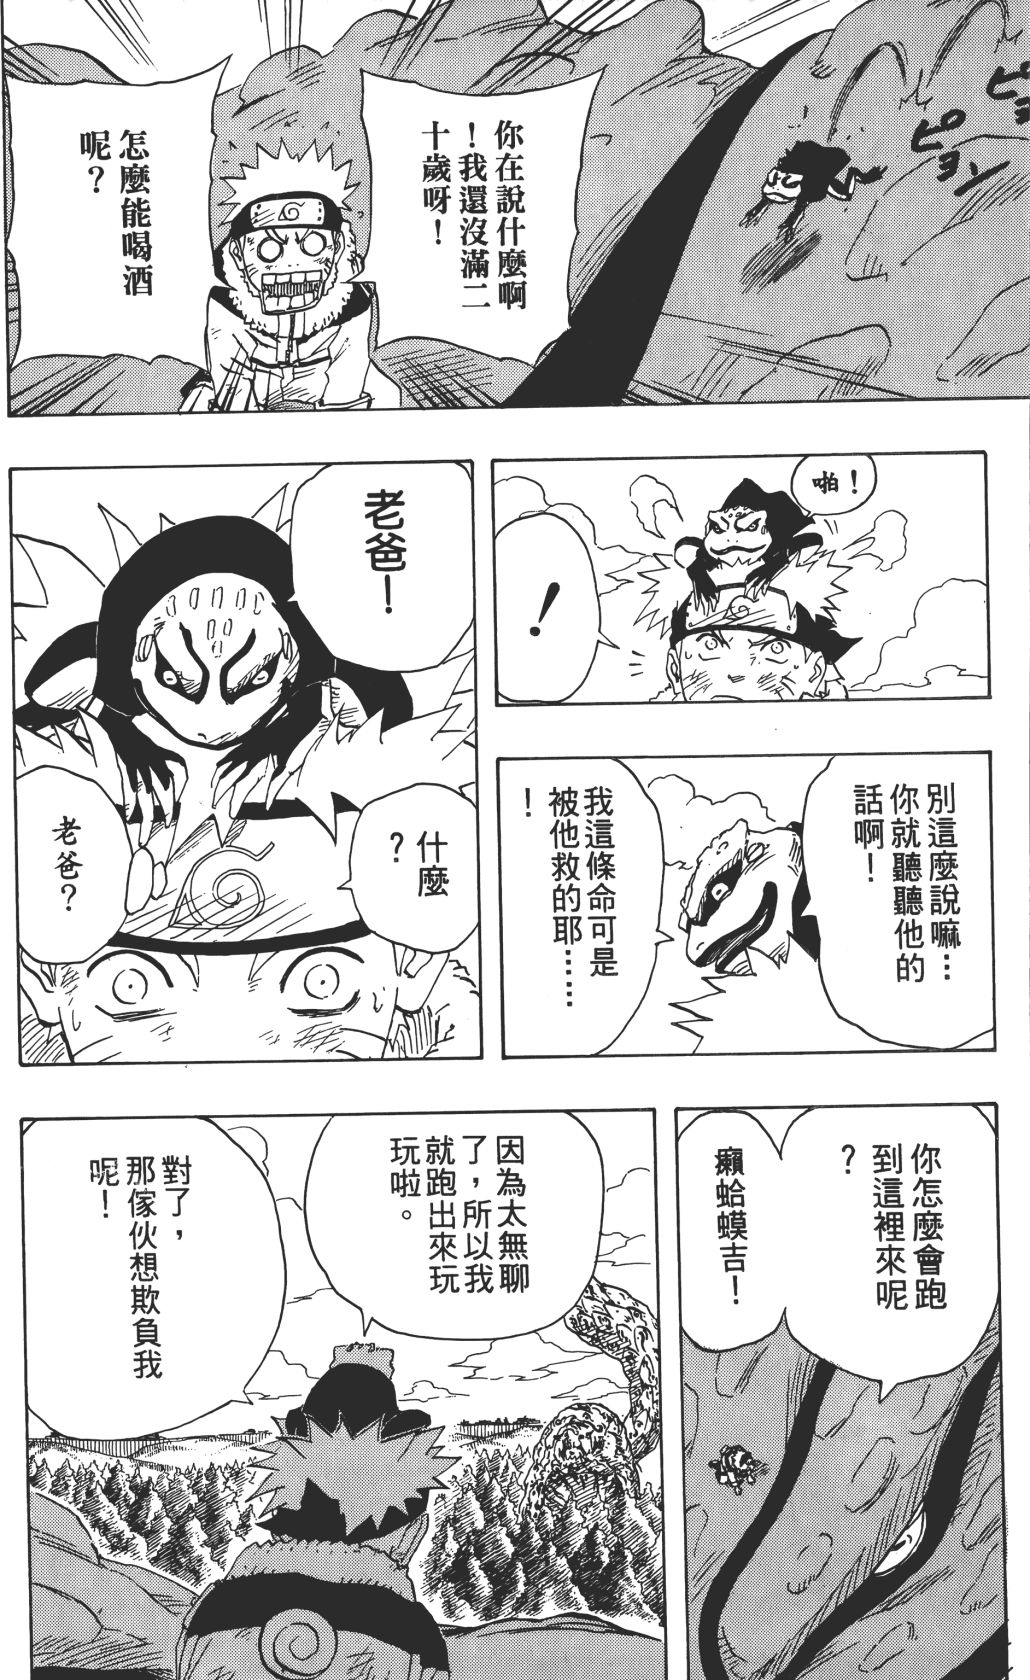 ピョン
ピョ
你在說什麼啊
！我還沒滿二
十歲呀！
怎麼能喝酒
呢？
啪！
！
別這麼說嘛…
你就聽聽他的
話啊！
我這條命可是
被他救的耶……
！
老爸！
什麼
？
老爸？
你怎麼會跑
到這裡來呢
？
癩蛤蟆吉！
因為太無聊
了，所以我
就跑出來玩
玩啦。
對了，
那傢伙想欺負我
呢！